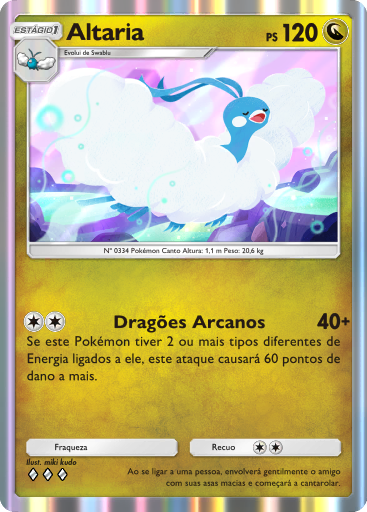 ESTÁGIO 1
Altaria
PS 120
Evolui de Swablu
Nº 0334 Pokémon Canto Altura: 1,1 m Peso: 20,6 kg
Dragões Arcanos 40+
Se este Pokémon tiver 2 ou mais tipos diferentes de
Energia ligados a ele, este ataque causará 60 pontos de
dano a mais.
Fraqueza
Recuo
Ilust. miki kudo
Ao se ligar a uma pessoa, envolverá gentilmente o amigo
com suas asas macias e começará a cantarolar.